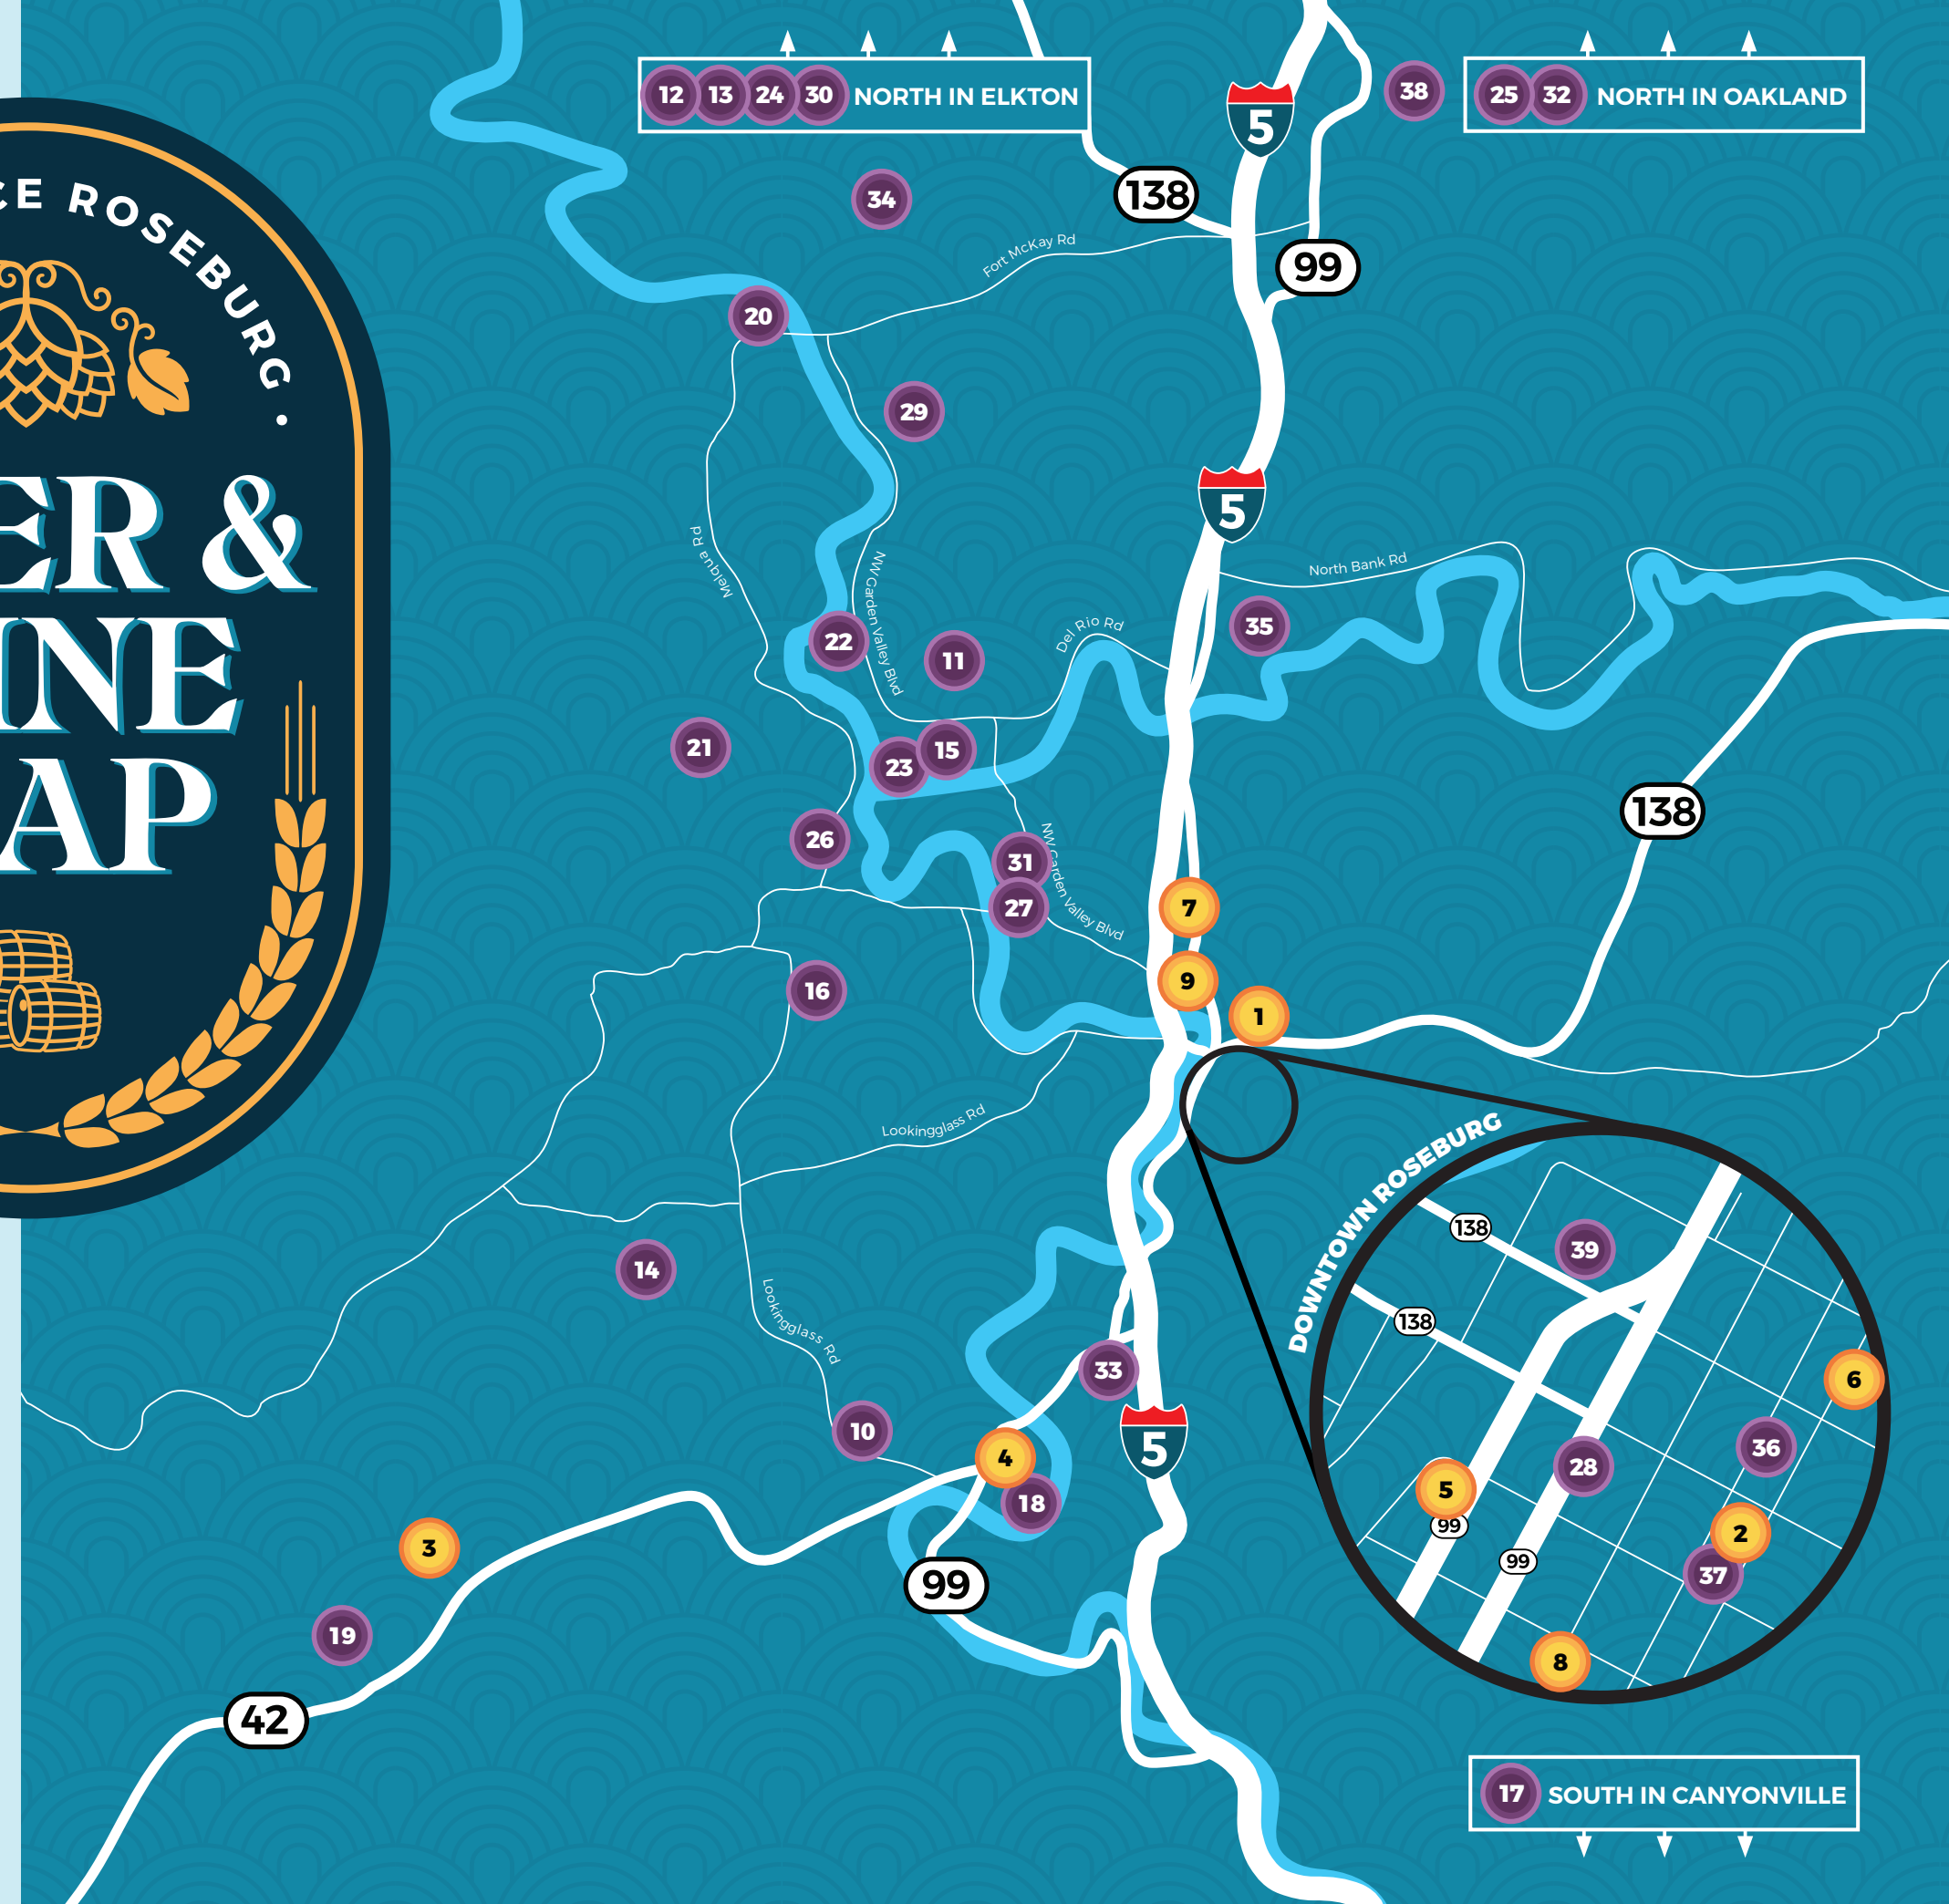 12 13 24 30 NORTH IN ELKTON
25 32 NORTH IN OAKLAND
38
5
138
34
99
Fort McKay Rd
CE ROSEBURG •
ER &
INE
AP
20
29
5
Melqua Rd
NW Garden Valley Blvd
North Bank Rd
Del Rio Rd
35
22
11
21
15
23
138
26
31
NW Garden Valley Blvd
27
7
9
16
1
Lookingglass Rd
DOWNTOWN ROSEBURG
138
39
138
14
Lookingglass Rd
33
6
10
5
36
4
28
5
18
99
2
3
99
37
99
19
8
42
17 SOUTH IN CANYONVILLE